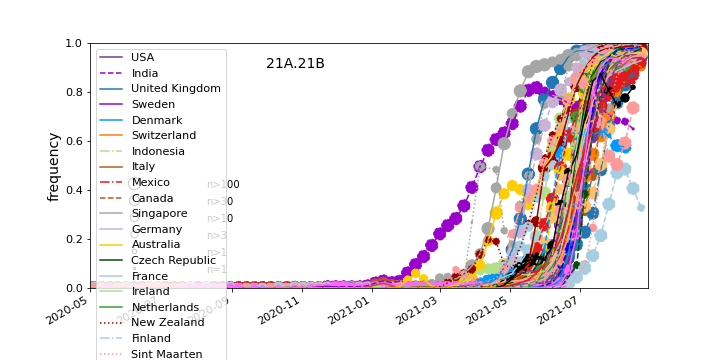 21A.21B
frequency
1.0
0.8
0.6
0.4
0.2
0.0
USA
India
United Kingdom
Sweden
Denmark
Switzerland
Indonesia
Italy
Mexico
Canada
Singapore
Germany
Australia
Czech Republic
France
Ireland
Netherlands
New Zealand
Finland
Sint Maarten
n>100
n>30
n>10
n>3
n>1
n=1
2020-05
2020-09
2020-11
2021-01
2021-03
2021-05
2021-07